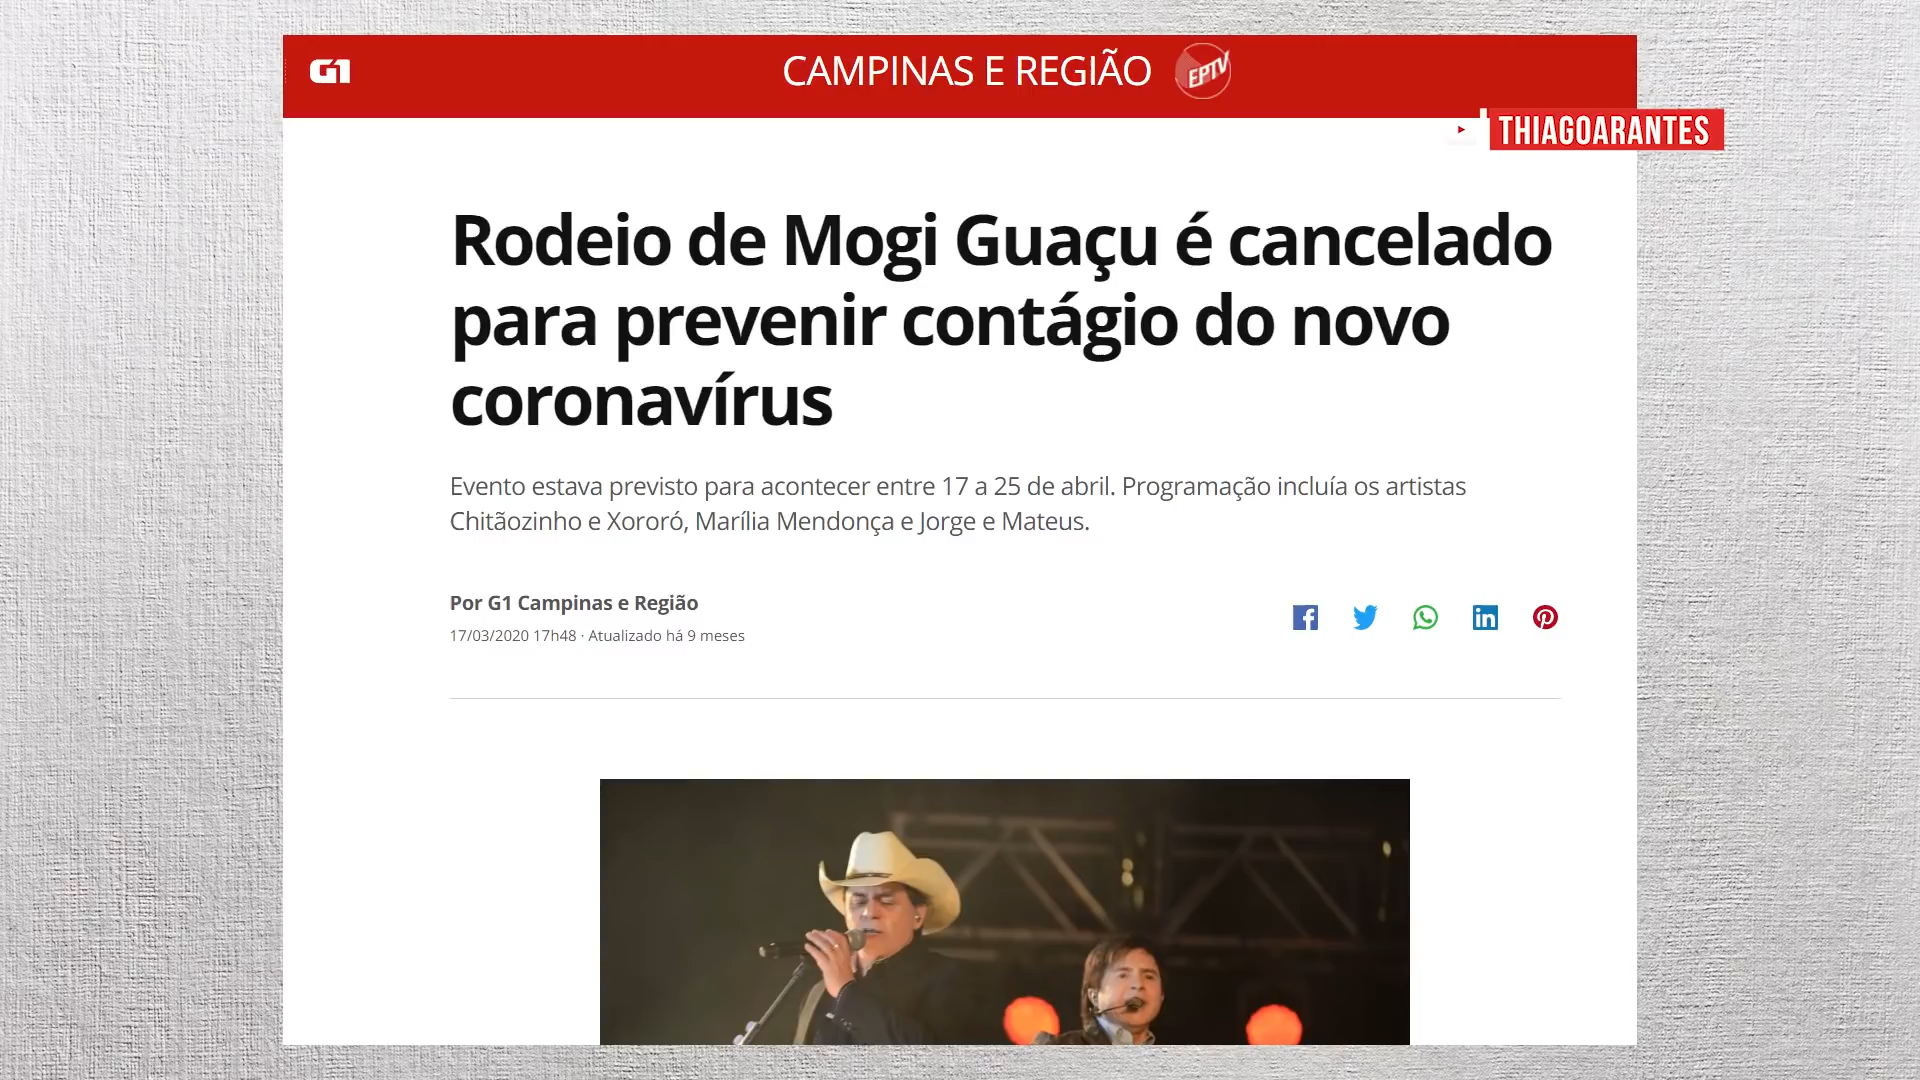 G1
CAMPINAS E REGIÃO
EPTV
THIAGOARANTES
Rodeio de Mogi Guaçu é cancelado
para prevenir contágio do novo
coronavírus
Evento estava previsto para acontecer entre 17 a 25 de abril. Programação incluía os artistas
Chitãozinho e Xororó, Marília Mendonça e Jorge e Mateus.
Por G1 Campinas e Região
17/03/2020 17h48 · Atualizado há 9 meses